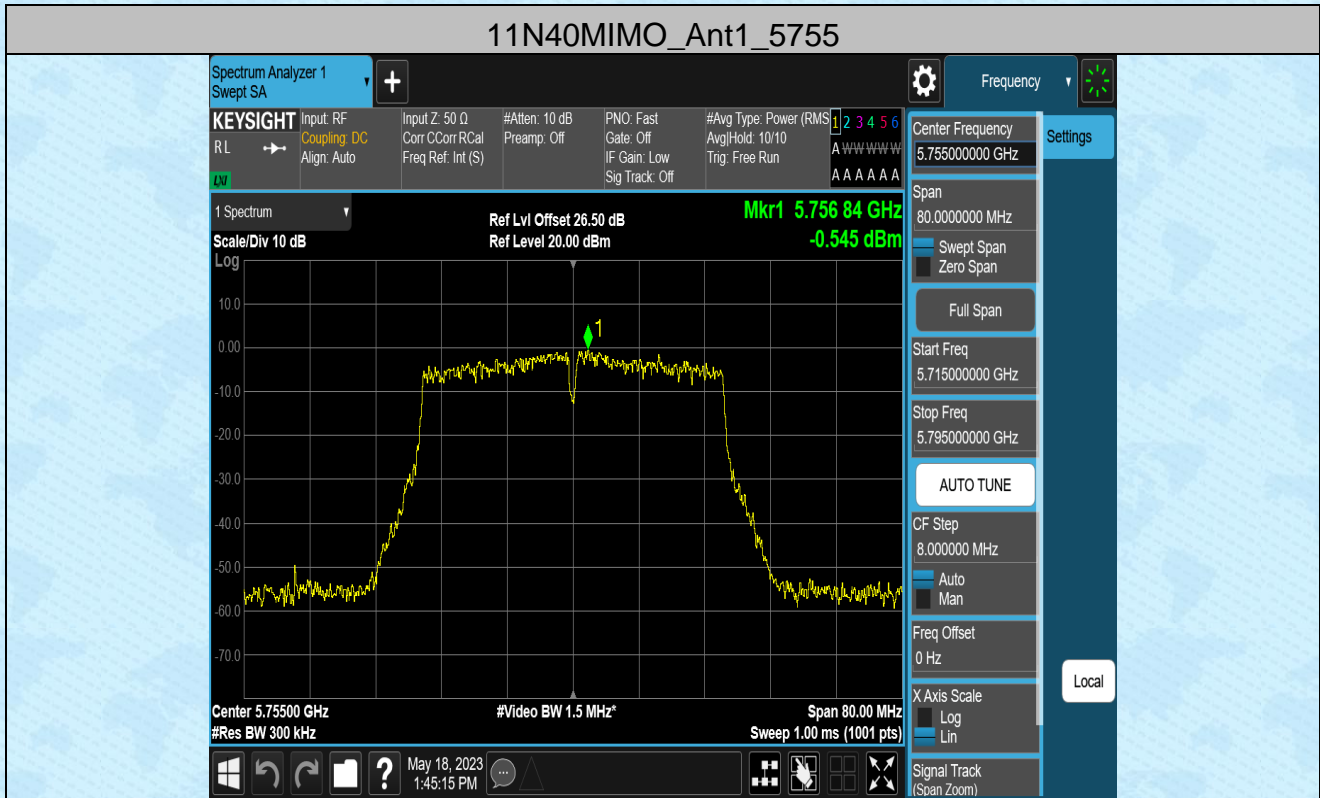 11N40MIMO_Ant1_5755
Spectrum Analyzer 1
Swept SA
Frequency
KEYSIGHT
RL
LXI
Input: RF
Coupling: DC
Align: Auto
Input Z: 50 Ω
Corr CCorr RCal
Freq Ref: Int (S)
#Atten: 10 dB
Preamp: Off
PNO: Fast
Gate: Off
IF Gain: Low
Sig Track: Off
#Avg Type: Power (RMS
Avg|Hold: 10/10
Trig: Free Run
1 2 3 4 5 6
A W W W W W
A A A A A A
1 Spectrum
Scale/Div 10 dB
Log
Ref Lvl Offset 26.50 dB
Ref Level 20.00 dBm
Mkr1 5.756 84 GHz
-0.545 dBm
10.0
0.00
-10.0
-20.0
-30.0
-40.0
-50.0
-60.0
-70.0
1
Center 5.75500 GHz
#Res BW 300 kHz
#Video BW 1.5 MHz*
Span 80.00 MHz
Sweep 1.00 ms (1001 pts)
?
May 18, 2023
1:45:15 PM
Center Frequency
5.755000000 GHz
Settings
Span
80.0000000 MHz
Swept Span
Zero Span
Full Span
Start Freq
5.715000000 GHz
Stop Freq
5.795000000 GHz
AUTO TUNE
CF Step
8.000000 MHz
Auto
Man
Freq Offset
0 Hz
X Axis Scale
Log
Lin
Local
Signal Track
(Span Zoom)